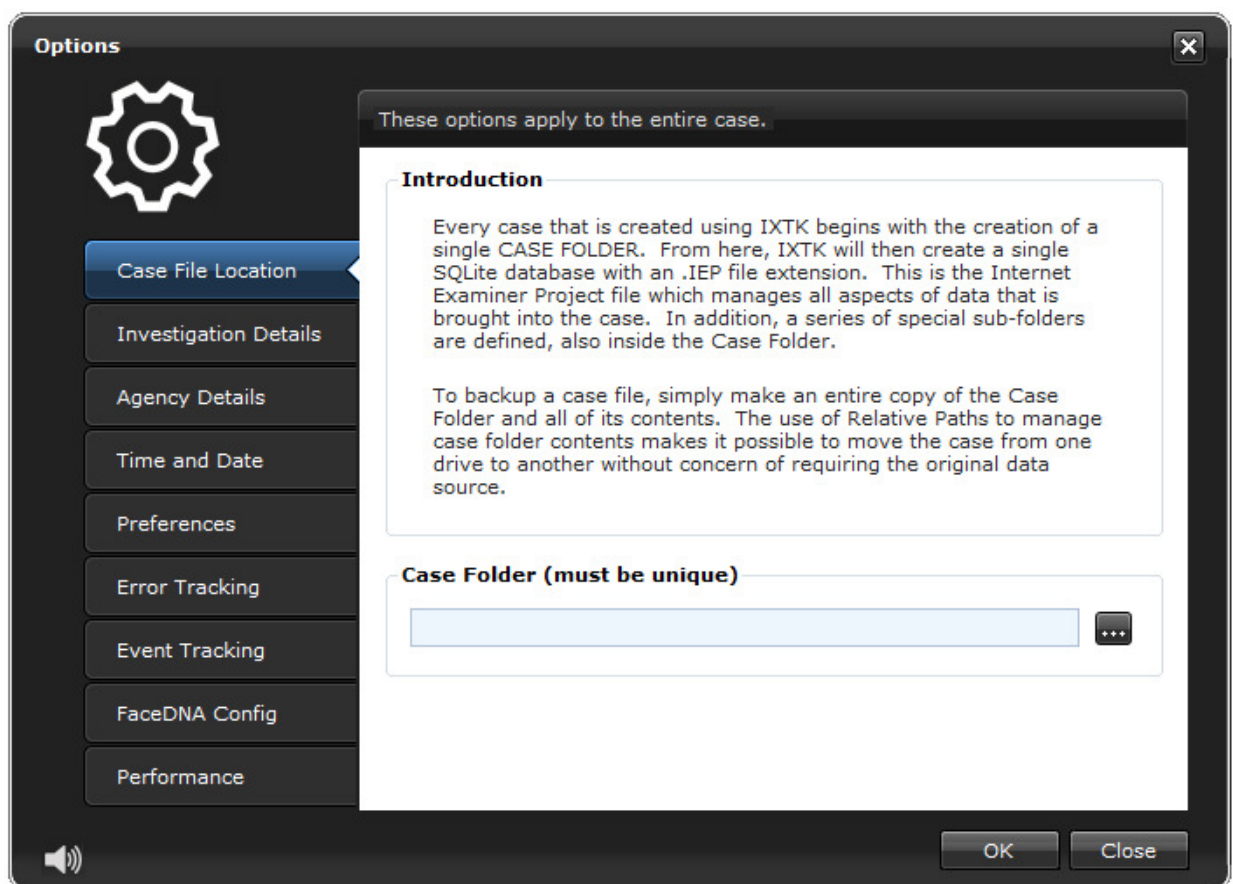 Options
These options apply to the entire case.
Case File Location
Investigation Details
Agency Details
Time and Date
Preferences
Error Tracking
Event Tracking
FaceDNA Config
Performance
Introduction
Every case that is created using IXTK begins with the creation of a
single CASE FOLDER.  From here, IXTK will then create a single
SQLite database with an .IEP file extension.  This is the Internet
Examiner Project file which manages all aspects of data that is
brought into the case.  In addition, a series of special sub-folders
are defined, also inside the Case Folder.
To backup a case file, simply make an entire copy of the Case
Folder and all of its contents.  The use of Relative Paths to manage
case folder contents makes it possible to move the case from one
drive to another without concern of requiring the original data
source.
Case Folder (must be unique)
...
OK
Close